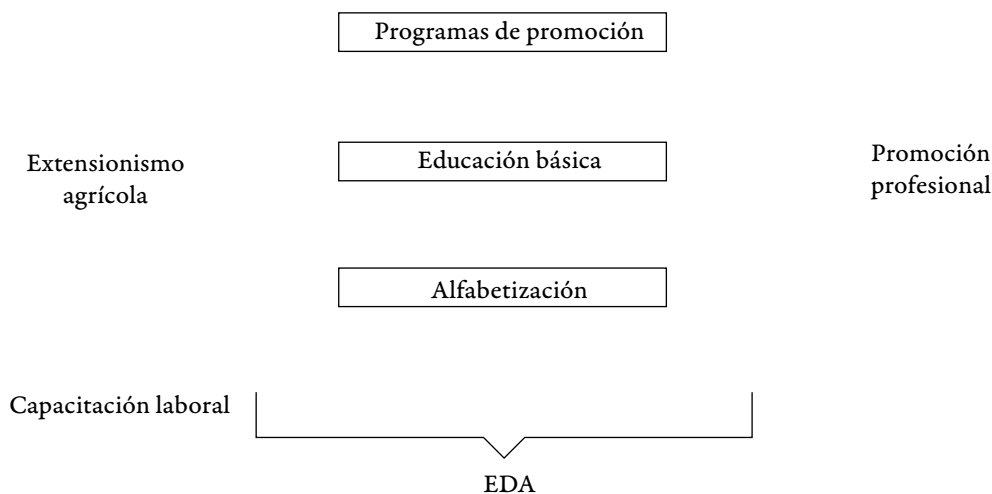 Programas de promoción
Extensionismo
agrícola
Educación básica
Promoción
profesional
Alfabetización
Capacitación laboral
EDA